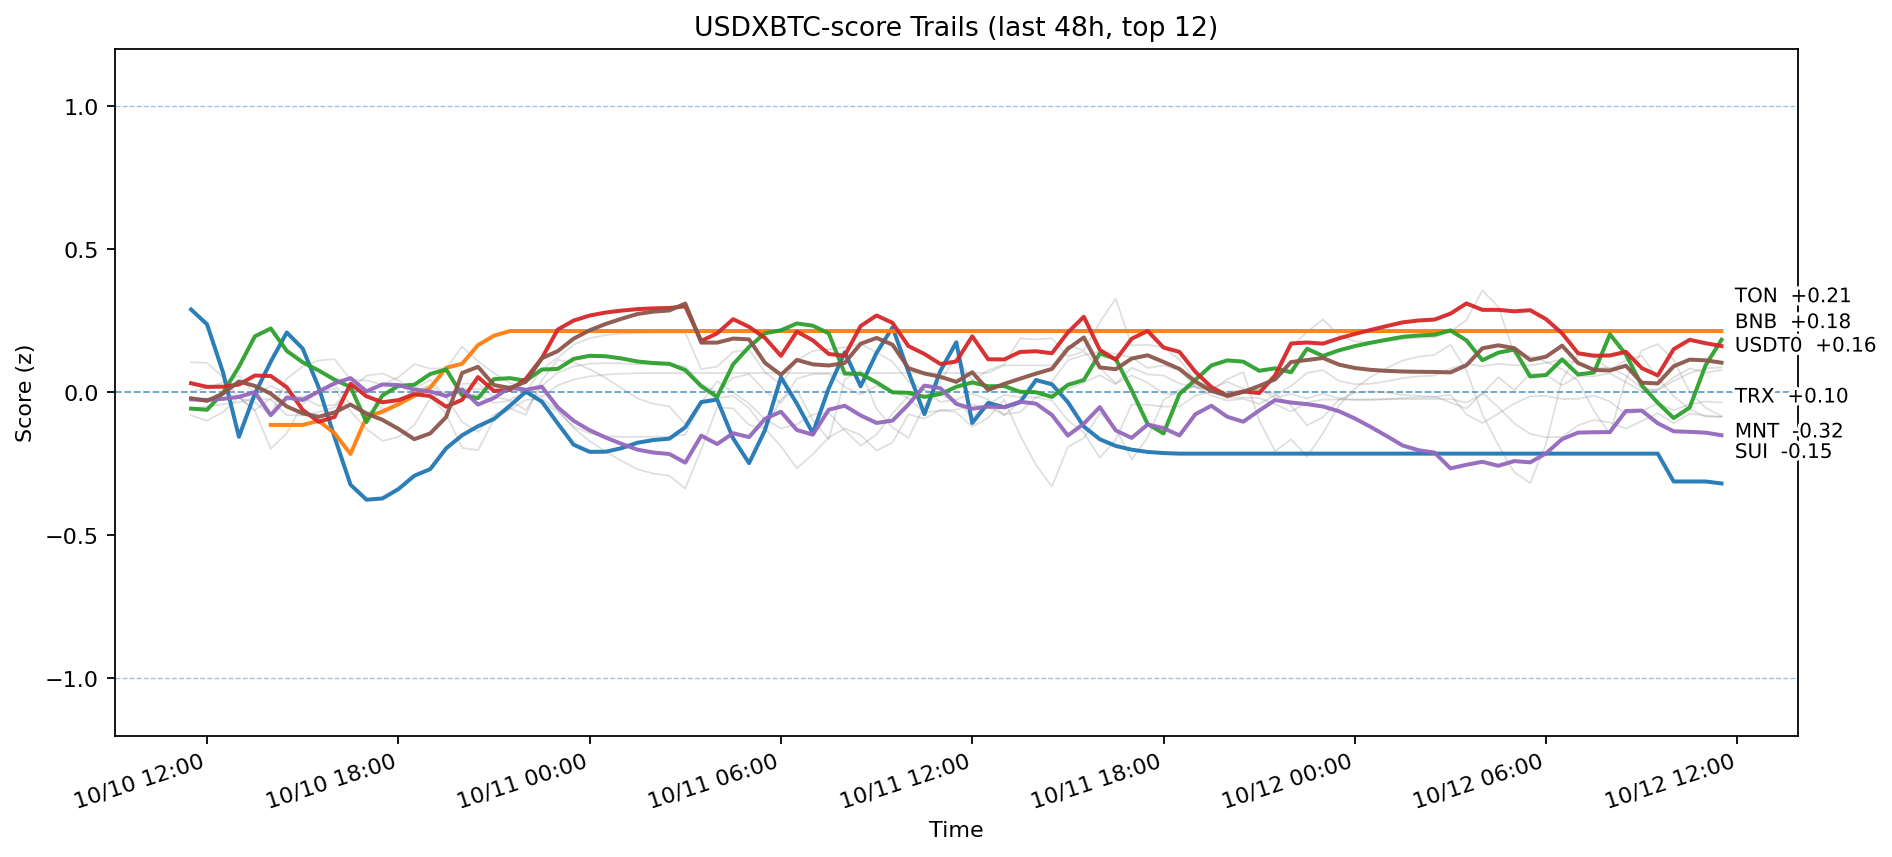 USDXBTC-score Trails (last 48h, top 12)
1.0
0.5
0.0
−0.5
−1.0
Score (z)
TON +0.21
BNB +0.18
USDT0 +0.16
TRX +0.10
MNT -0.32
SUI -0.15
10/10 12:00
10/10 18:00
10/11 00:00
10/11 06:00
10/11 12:00
10/11 18:00
10/12 00:00
10/12 06:00
10/12 12:00
Time